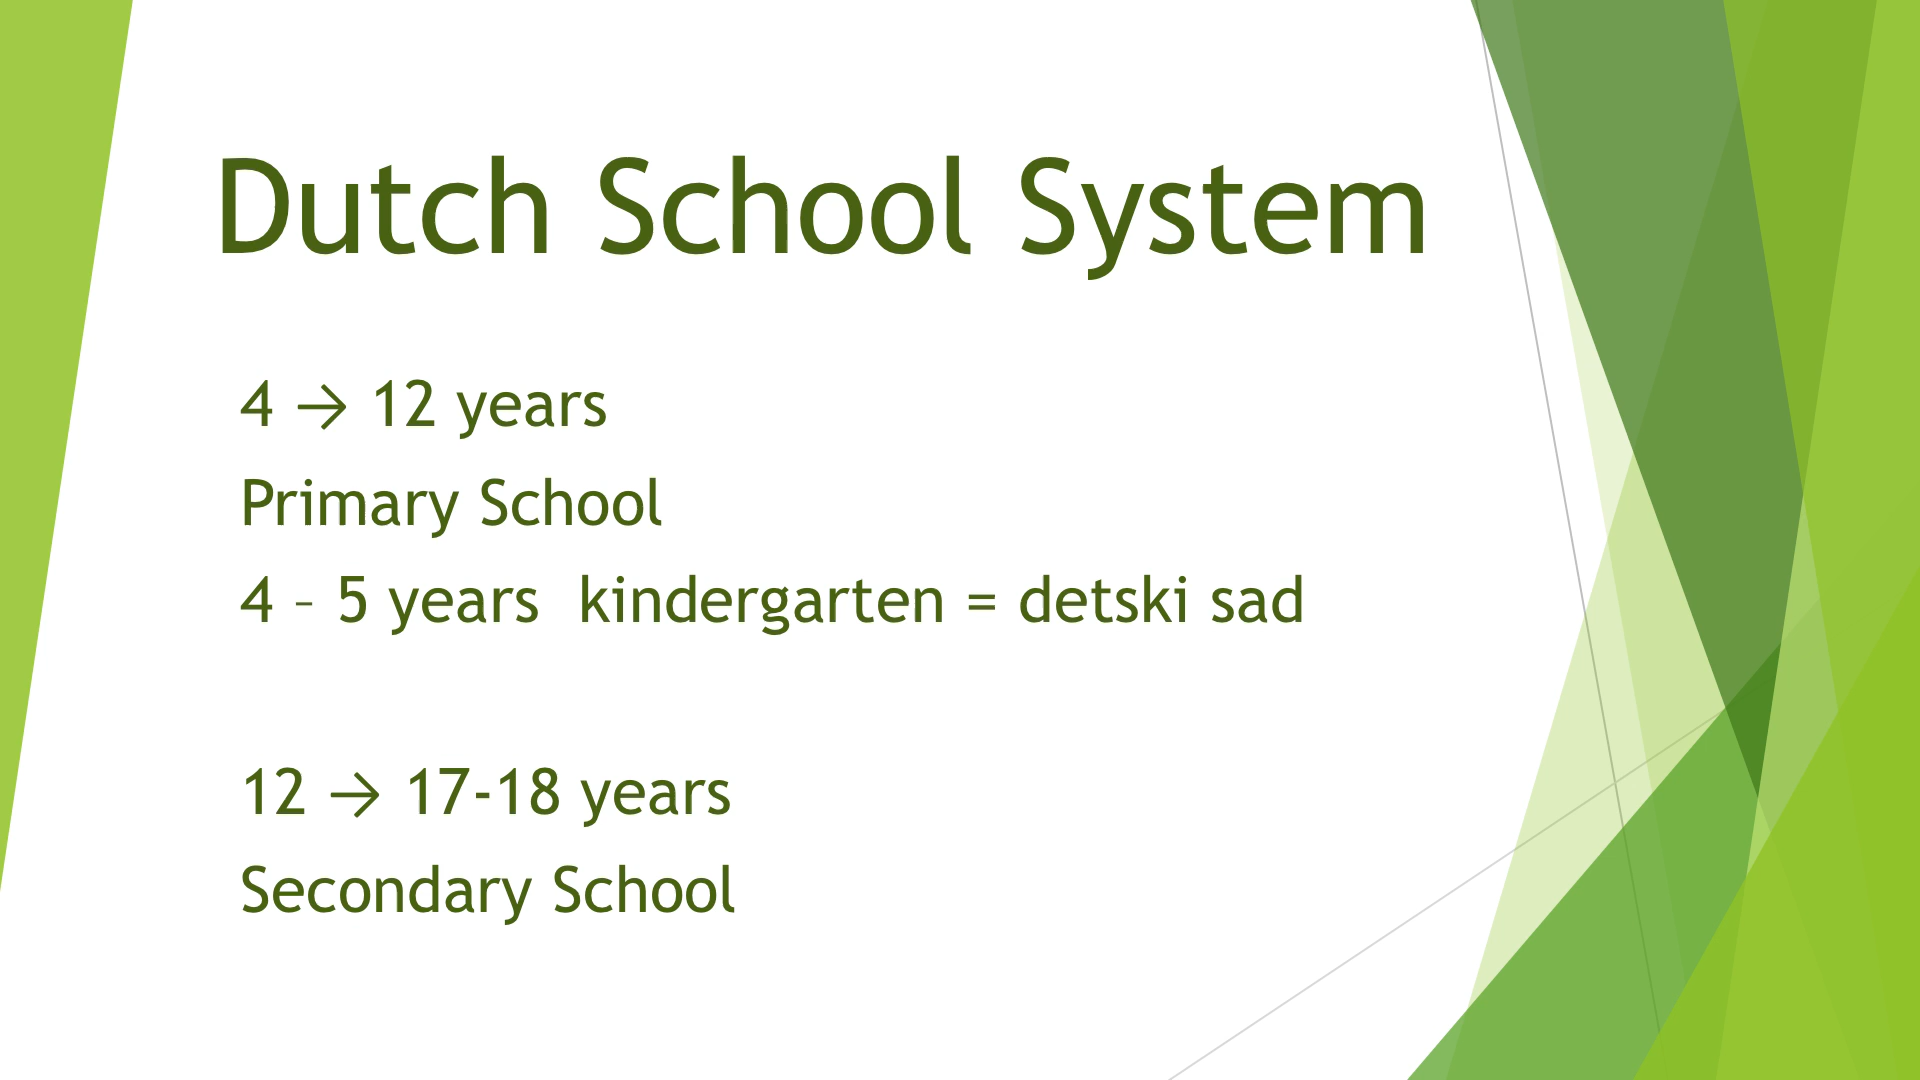 Dutch School System
4 → 12 years
Primary School
4 – 5 years  kindergarten = detski sad
12 → 17-18 years
Secondary School